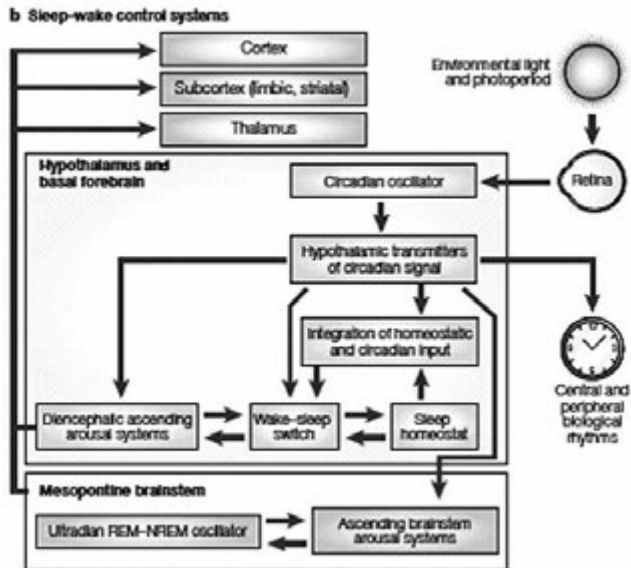 b Sleep-wake control systems
Cortex
Subcortex (limbic, striatal)
Thalamus
Environmental light
and photoperiod
Retina
Hypothalamus and
basal forebrain
Circadian oscillator
Hypothalamic transmitters
of circadian signal
Integration of homeostatic
and circadian input
Diencephalic ascending
arousal systems
Wake–sleep
switch
Sleep
homeostat
Central and
peripheral
biological
rhythms
Mesopontine brainstem
Ultradian REM–NREM oscillator
Ascending brainstem
arousal systems